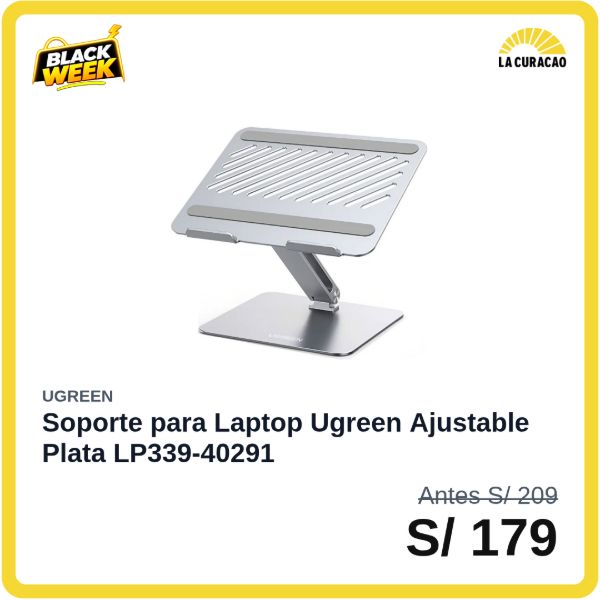 BLACK
WEEK
LA CURACAO
UGREEN
UGREEN
Soporte para Laptop Ugreen Ajustable
Plata LP339-40291
Antes S/ 209
S/ 179